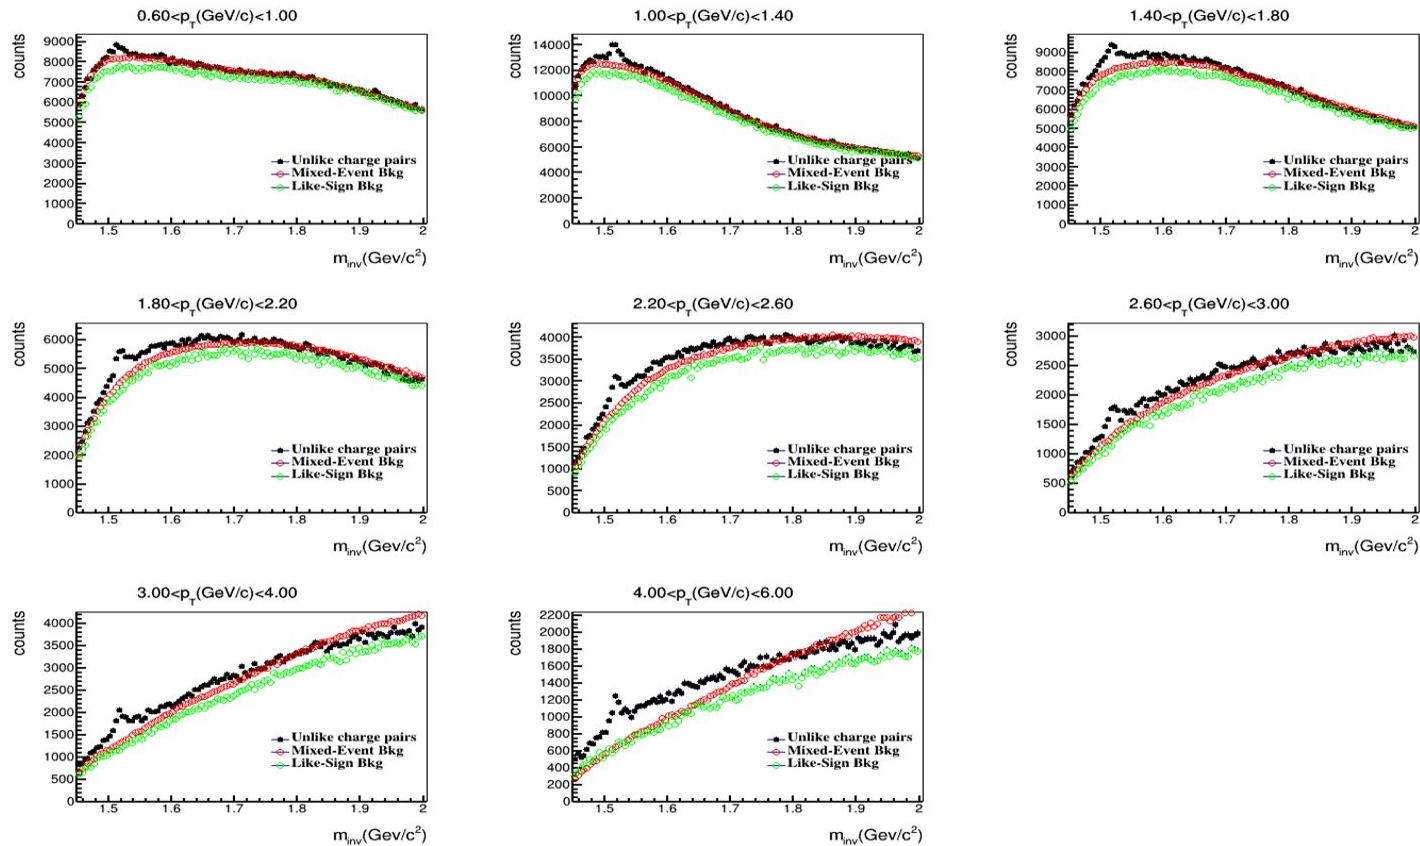 0.60<p_T(GeV/c)<1.00
counts
9000
8000
7000
6000
5000
4000
3000
2000
1000
0
Unlike charge pairs
Mixed-Event Bkg
Like-Sign Bkg
1.5 1.6 1.7 1.8 1.9 2
m_inv(Gev/c²)
1.00<p_T(GeV/c)<1.40
counts
14000
12000
10000
8000
6000
4000
2000
0
Unlike charge pairs
Mixed-Event Bkg
Like-Sign Bkg
1.5 1.6 1.7 1.8 1.9 2
m_inv(Gev/c²)
1.40<p_T(GeV/c)<1.80
counts
9000
8000
7000
6000
5000
4000
3000
2000
1000
0
Unlike charge pairs
Mixed-Event Bkg
Like-Sign Bkg
1.5 1.6 1.7 1.8 1.9 2
m_inv(Gev/c²)
1.80<p_T(GeV/c)<2.20
counts
6000
5000
4000
3000
2000
1000
0
Unlike charge pairs
Mixed-Event Bkg
Like-Sign Bkg
1.5 1.6 1.7 1.8 1.9 2
m_inv(Gev/c²)
2.20<p_T(GeV/c)<2.60
counts
4000
3500
3000
2500
2000
1500
1000
500
0
Unlike charge pairs
Mixed-Event Bkg
Like-Sign Bkg
1.5 1.6 1.7 1.8 1.9 2
m_inv(Gev/c²)
2.60<p_T(GeV/c)<3.00
counts
3000
2500
2000
1500
1000
500
0
Unlike charge pairs
Mixed-Event Bkg
Like-Sign Bkg
1.5 1.6 1.7 1.8 1.9 2
m_inv(Gev/c²)
3.00<p_T(GeV/c)<4.00
counts
4000
3500
3000
2500
2000
1500
1000
500
0
Unlike charge pairs
Mixed-Event Bkg
Like-Sign Bkg
1.5 1.6 1.7 1.8 1.9 2
m_inv(Gev/c²)
4.00<p_T(GeV/c)<6.00
counts
2200
2000
1800
1600
1400
1200
1000
800
600
400
200
0
Unlike charge pairs
Mixed-Event Bkg
Like-Sign Bkg
1.5 1.6 1.7 1.8 1.9 2
m_inv(Gev/c²)